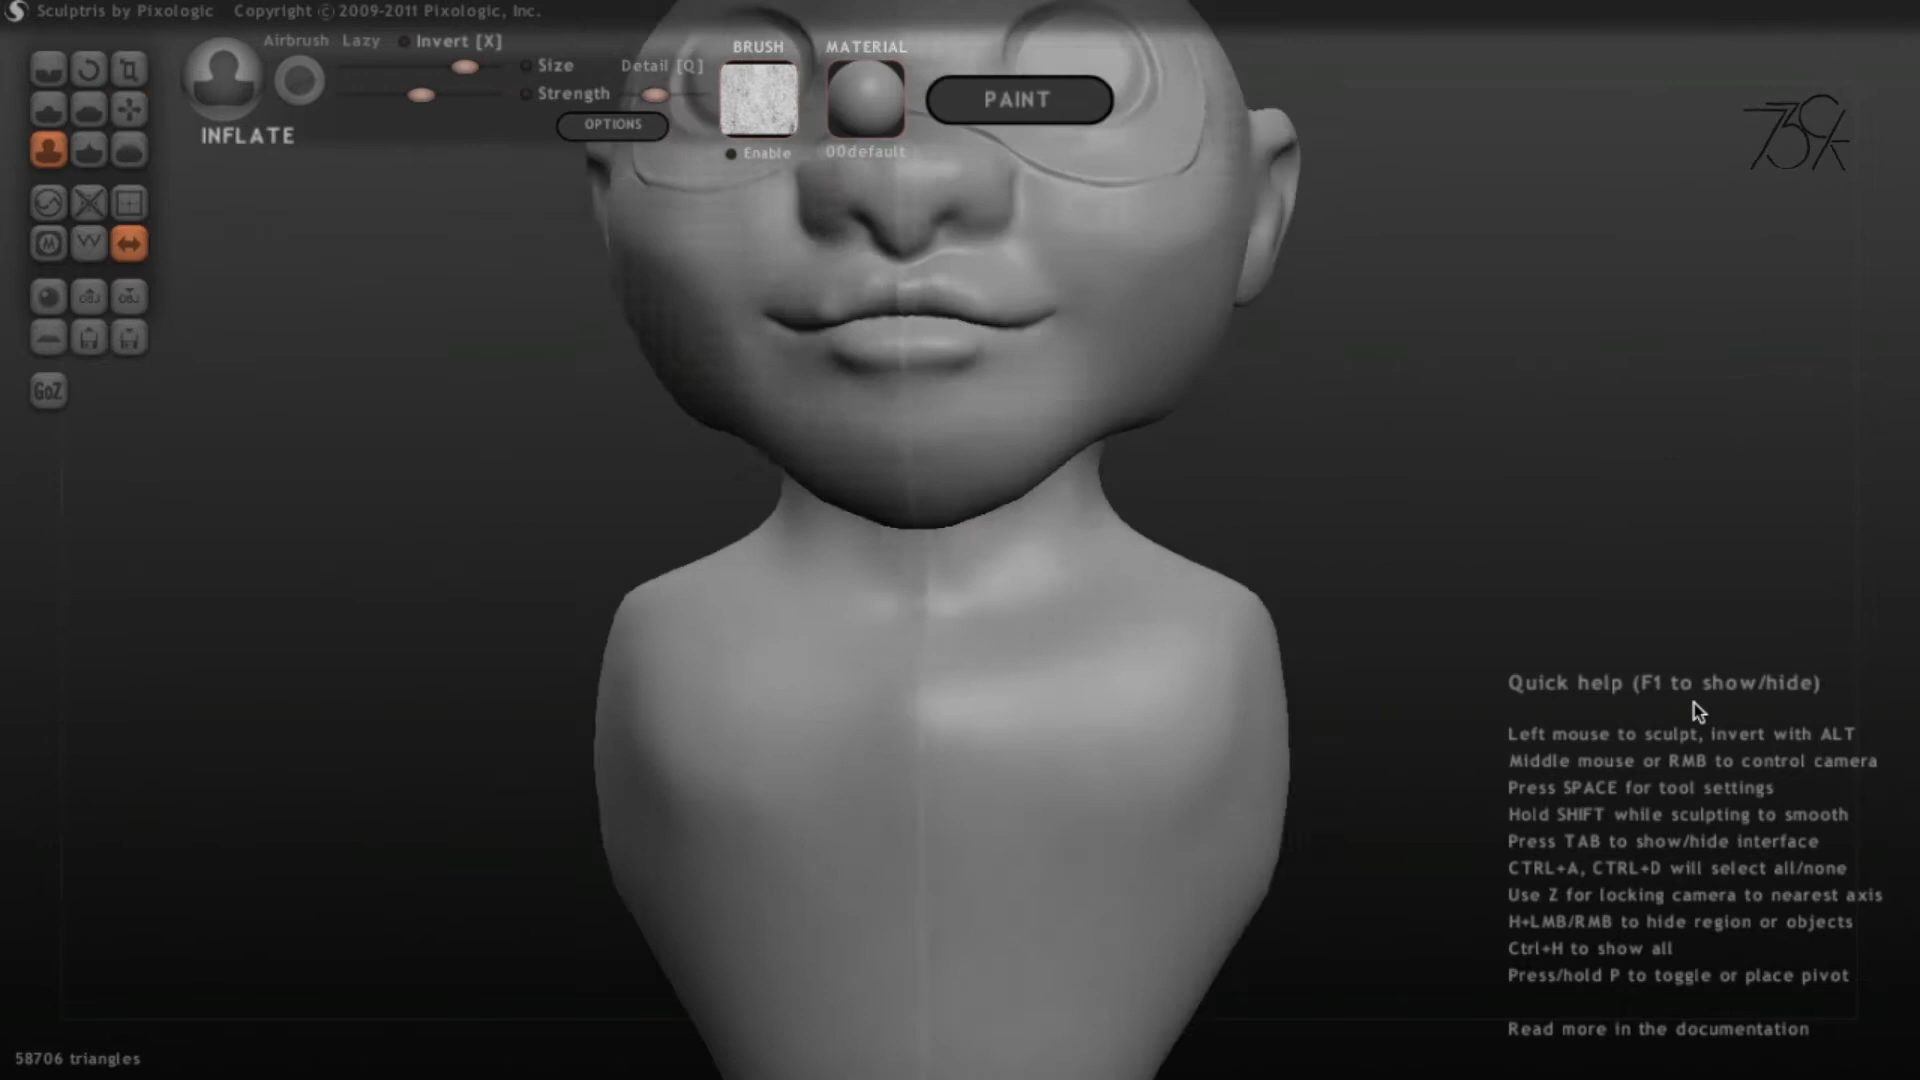 Sculptris by Pixologic Copyright © 2009-2011 Pixologic, Inc.
Airbrush Lazy Invert [X]
Size Detail [Q]
Strength
OPTIONS
INFLATE
BRUSH MATERIAL
Enable 00default
PAINT
OBJ OBJ
GoZ
Quick help (F1 to show/hide)
Left mouse to sculpt, invert with ALT
Middle mouse or RMB to control camera
Press SPACE for tool settings
Hold SHIFT while sculpting to smooth
Press TAB to show/hide interface
CTRL+A, CTRL+D will select all/none
Use Z for locking camera to nearest axis
H+LMB/RMB to hide region or objects
Ctrl+H to show all
Press/hold P to toggle or place pivot
Read more in the documentation
58706 triangles